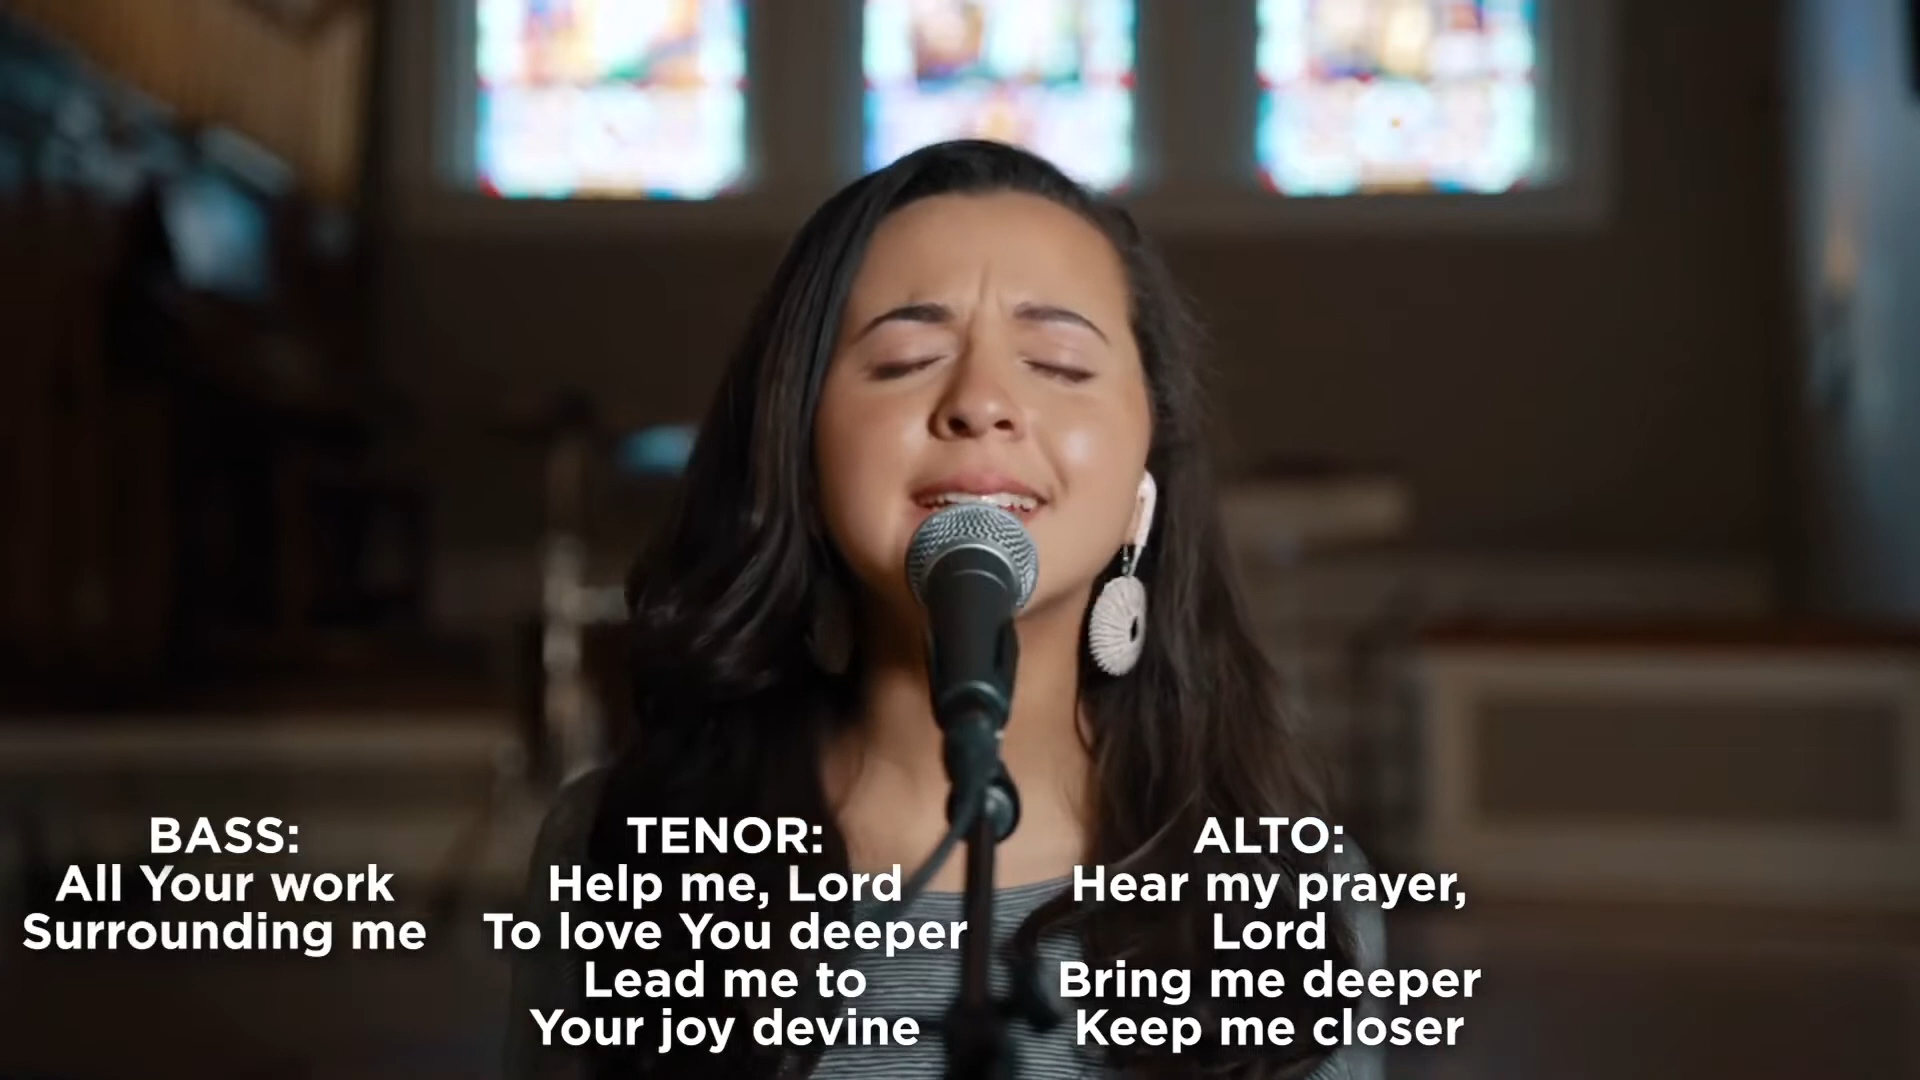 BASS:
All Your work
Surrounding me
TENOR:
Help me, Lord
To love You deeper
Lead me to
Your joy devine
ALTO:
Hear my prayer,
Lord
Bring me deeper
Keep me closer